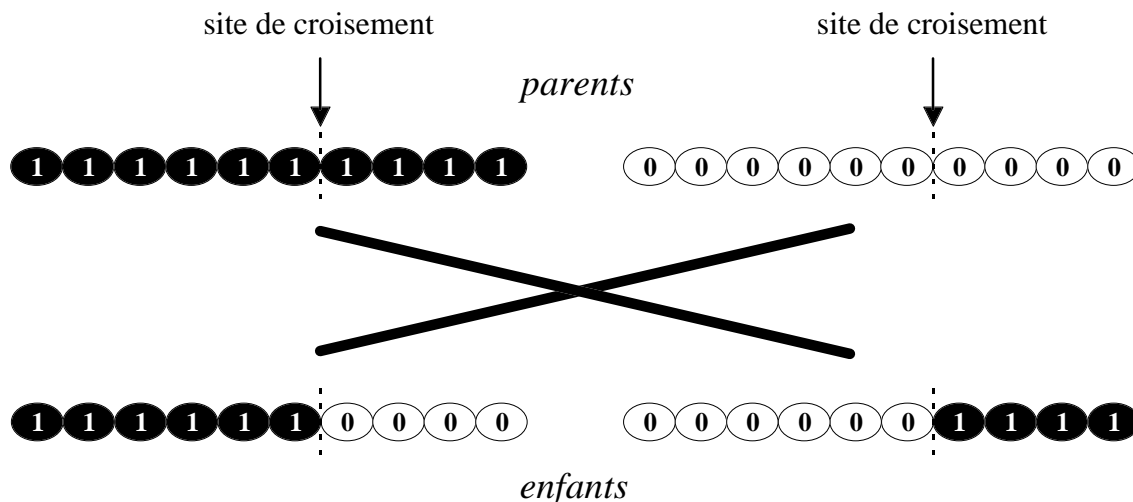 site de croisement site de croisement
parents
1 1 1 1 1 1 1 1 1 1 0 0 0 0 0 0 0 0 0 0
1 1 1 1 1 1 0 0 0 0 0 0 0 0 0 0 1 1 1 1
enfants